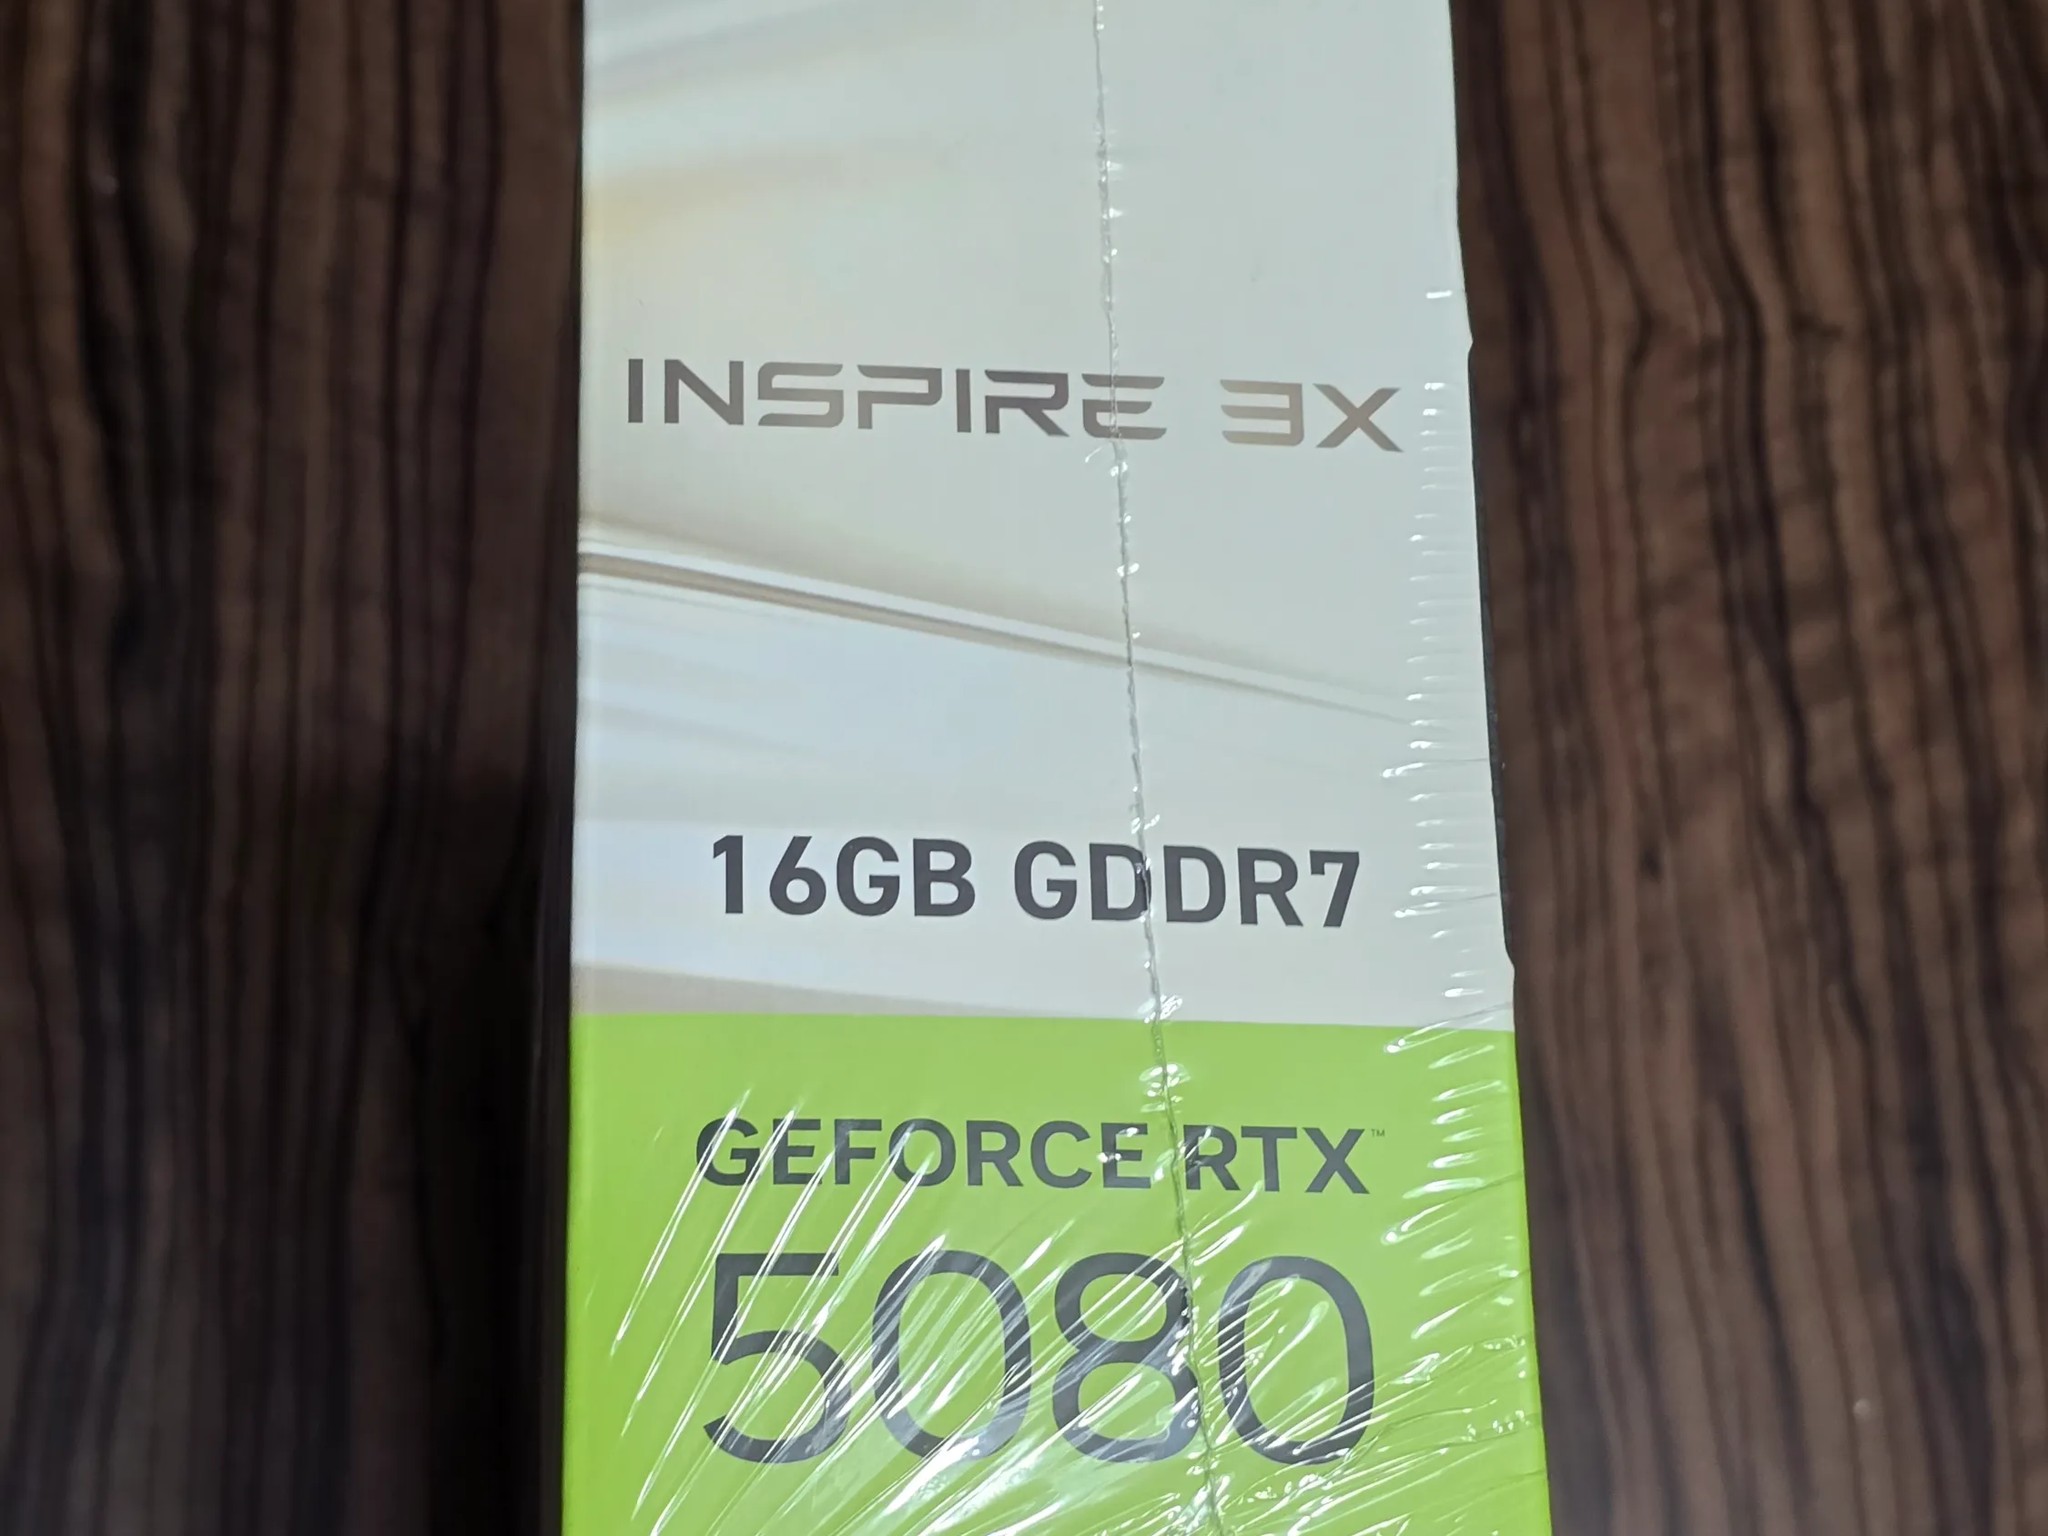 INSPIRE 3X
16GB GDDR7
GEFORCE RTX™
5080